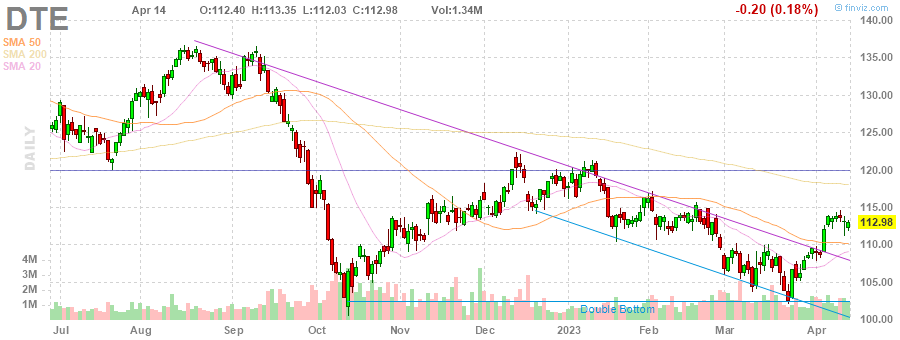 DTE
Apr 14 O:112.40 H:113.35 L:112.03 C:112.98 Vol:1.34M
-0.20 (0.18%)
© finviz.com
SMA 50
SMA 200
SMA 20
DAILY
140.00
135.00
130.00
125.00
120.00
115.00
112.98
110.00
105.00
100.00
4M
3M
2M
1M
Double Bottom
Jul Aug Sep Oct Nov Dec 2023 Feb Mar Apr